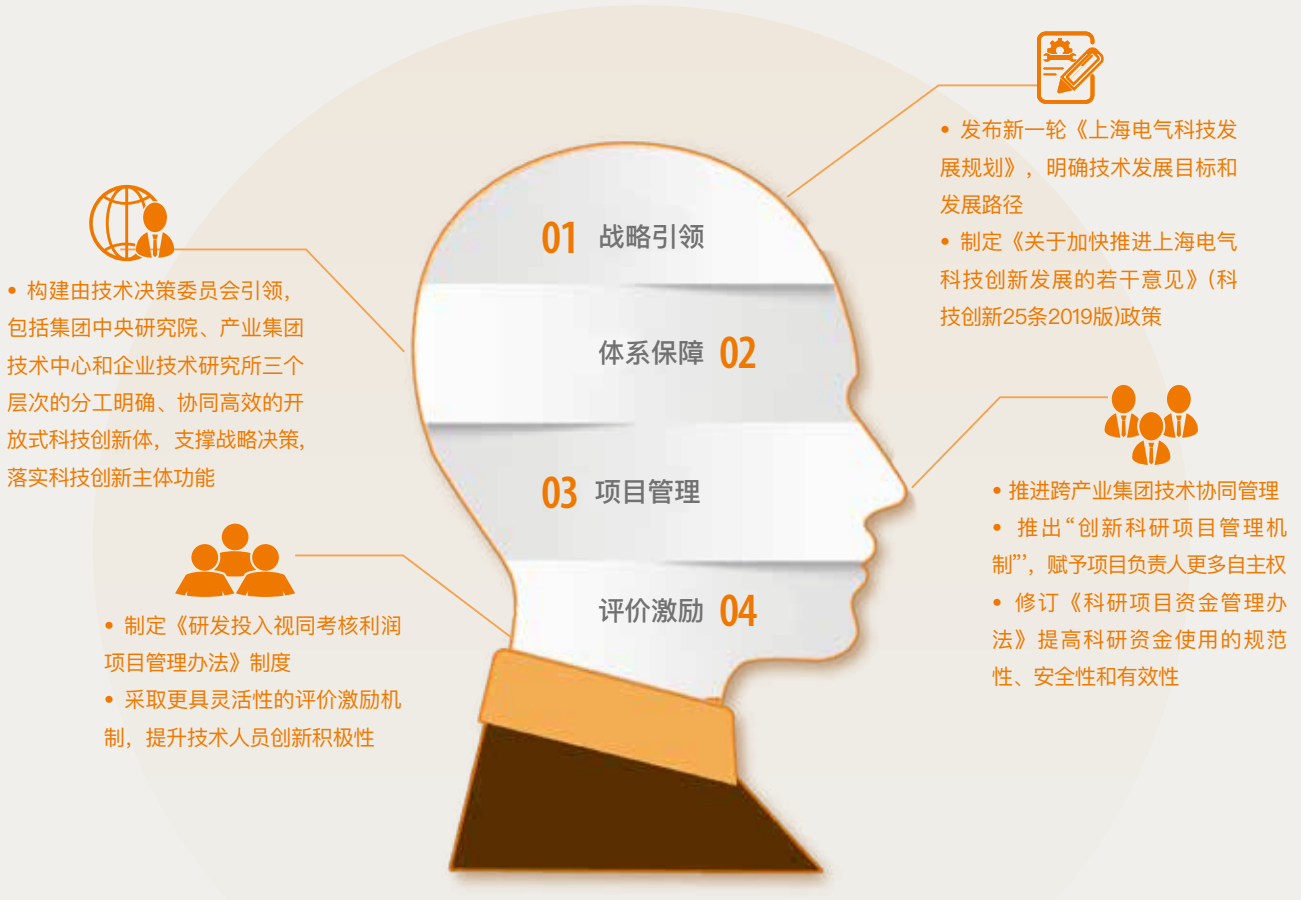 01 战略引领
体系保障 02
03 项目管理
评价激励 04
• 发布新一轮《上海电气科技发
展规划》，明确技术发展目标和
发展路径
• 制定《关于加快推进上海电气
科技创新发展的若干意见》(科
技创新25条2019版)政策
• 构建由技术决策委员会引领，
包括集团中央研究院、产业集团
技术中心和企业技术研究所三个
层次的分工明确、协同高效的开
放式科技创新体，支撑战略决策，
落实科技创新主体功能
• 推进跨产业集团技术协同管理
• 推出“创新科研项目管理机
制”’，赋予项目负责人更多自主权
• 修订《科研项目资金管理办
法》提高科研资金使用的规范
性、安全性和有效性
• 制定《研发投入视同考核利润
项目管理办法》制度
• 采取更具灵活性的评价激励机
制，提升技术人员创新积极性